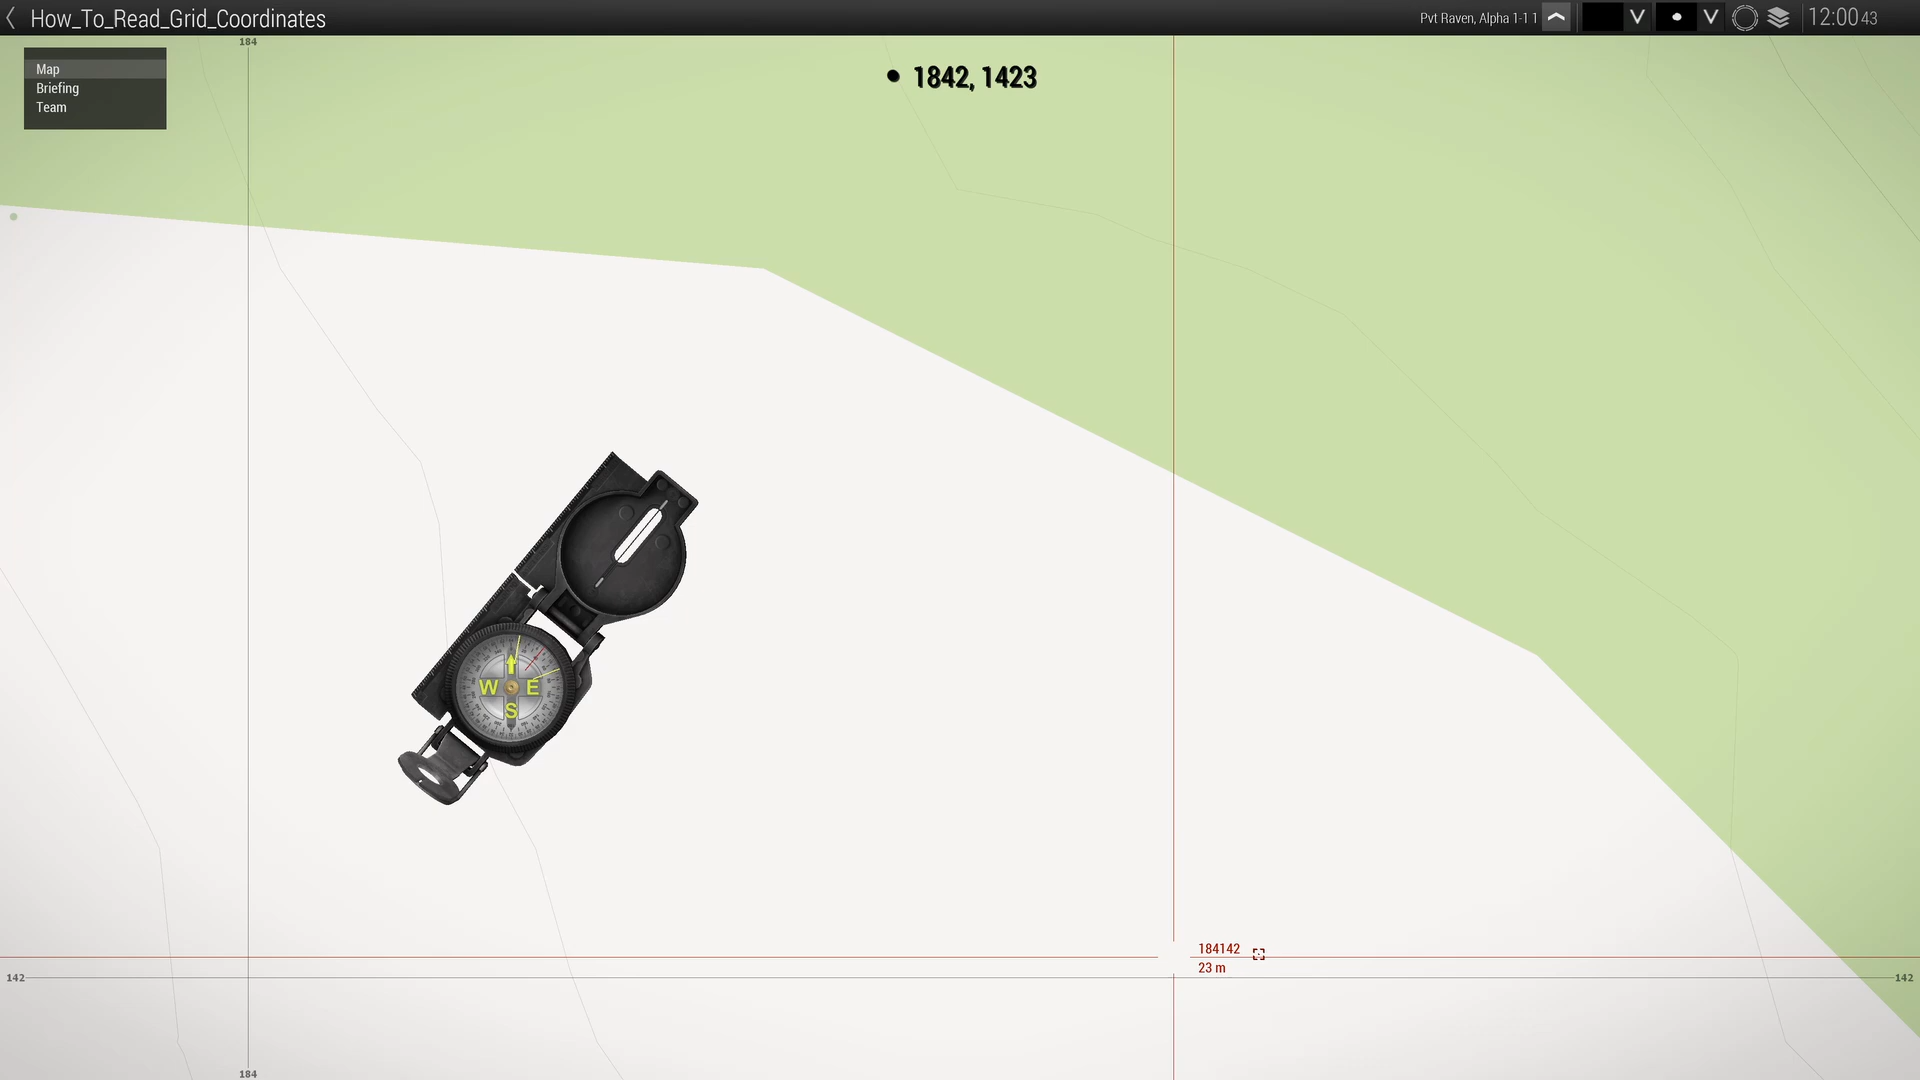 How_To_Read_Grid_Coordinates
Pvt Raven, Alpha 1-1 1
12:00 43
184
Map
Briefing
Team
1842, 1423
W E
S
184142
23 m
142
142
184